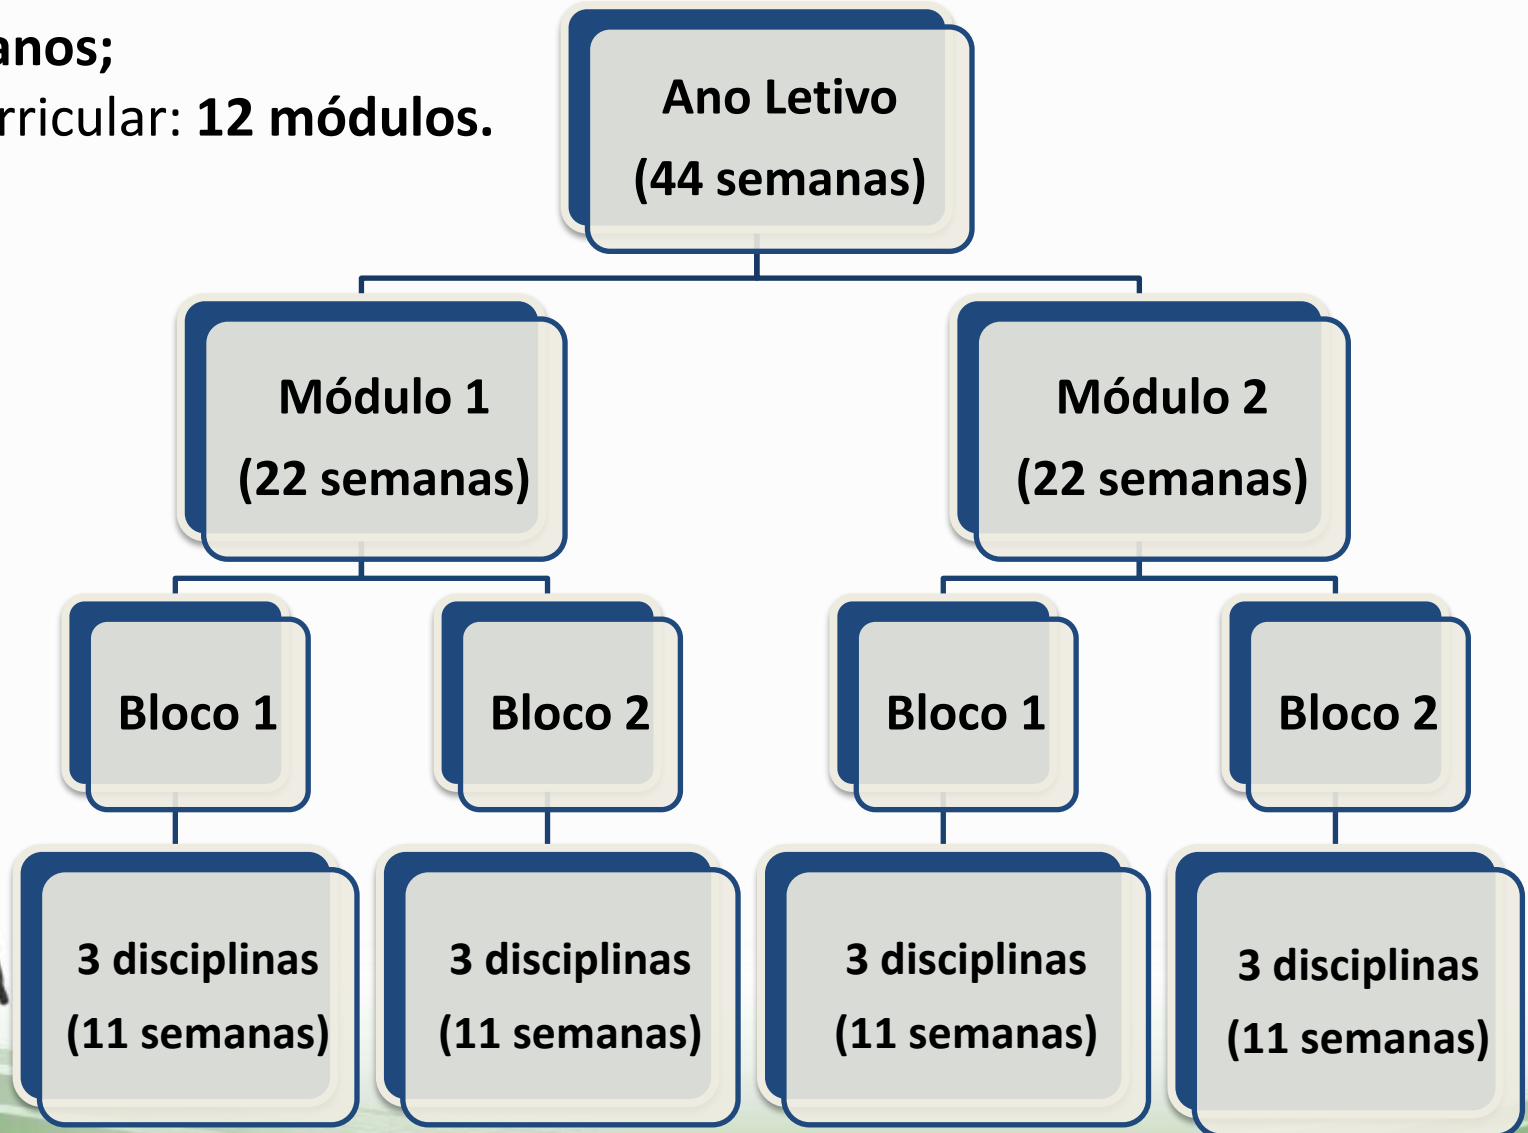 anos;
rricular: 12 módulos.
Ano Letivo
(44 semanas)
Módulo 1
(22 semanas)
Módulo 2
(22 semanas)
Bloco 1
Bloco 2
Bloco 1
Bloco 2
3 disciplinas
(11 semanas)
3 disciplinas
(11 semanas)
3 disciplinas
(11 semanas)
3 disciplinas
(11 semanas)